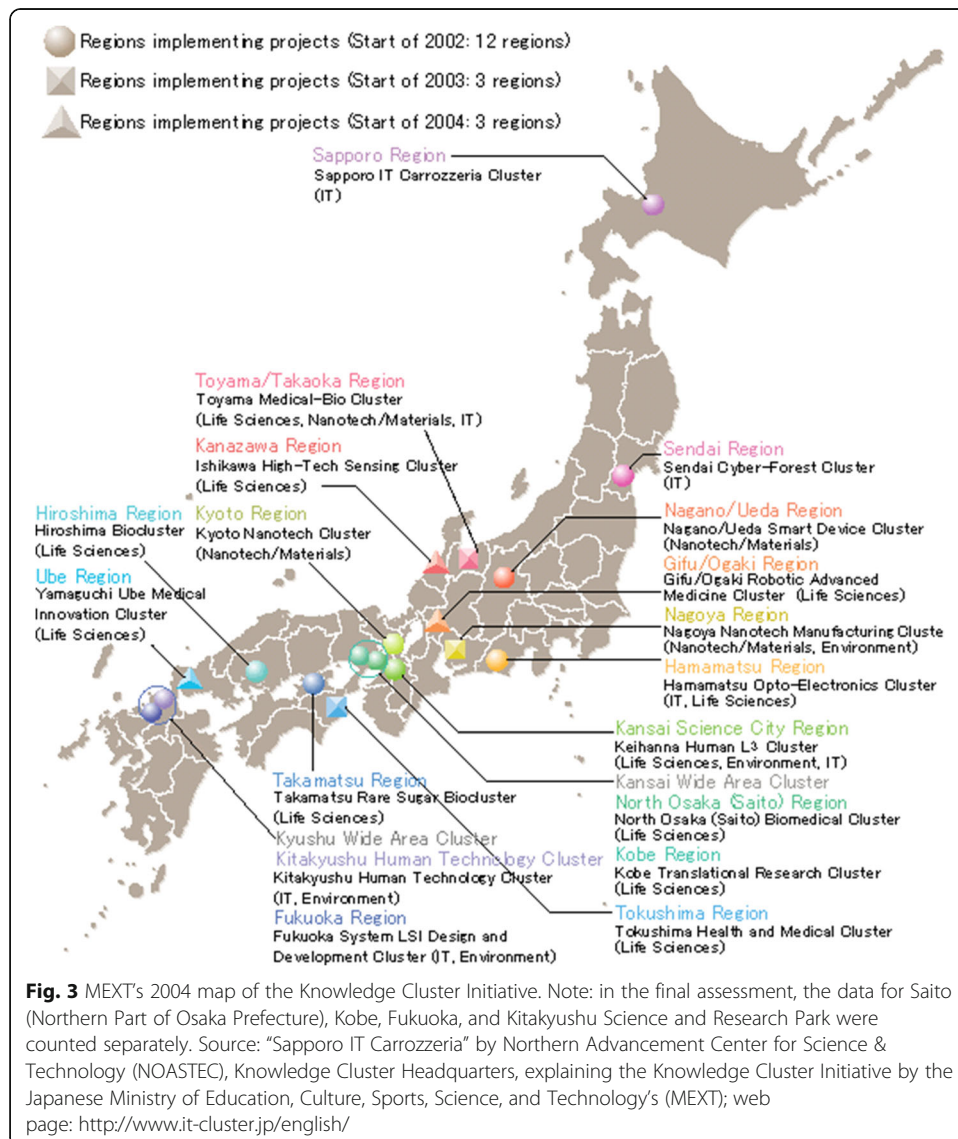 Regions implementing projects (Start of 2002: 12 regions)
Regions implementing projects (Start of 2003: 3 regions)
Regions implementing projects (Start of 2004: 3 regions)
Sapporo Region
Sapporo IT Carrozzeria Cluster
(IT)
Toyama/Takaoka Region
Toyama Medical-Bio Cluster
(Life Sciences, Nanotech/Materials, IT)
Kanazawa Region
Ishikawa High-Tech Sensing Cluster
(Life Sciences)
Hiroshima Region
Hiroshima Biocluster
(Life Sciences)
Kyoto Region
Kyoto Nanotech Cluster
(Nanotech/Materials)
Ube Region
Yamaguchi Ube Medical
Innovation Cluster
(Life Sciences)
Sendai Region
Sendai Cyber-Forest Cluster
(IT)
Nagano/Ueda Region
Nagano/Ueda Smart Device Cluster
(Nanotech/Materials)
Gifu/Ogaki Region
Gifu/Ogaki Robotic Advanced
Medicine Cluster (Life Sciences)
Nagoya Region
Nagoya Nanotech Manufacturing Cluste
(Nanotech/Materials, Environment)
Hamamatsu Region
Hamamatsu Opto-Electronics Cluster
(IT, Life Sciences)
Kansai Science City Region
Keihanna Human L3 Cluster
(Life Sciences, Environment, IT)
Kansai Wide Area Cluster
North Osaka (Saito) Region
North Osaka (Saito) Biomedical Cluster
(Life Sciences)
Kobe Region
Kobe Translational Research Cluster
(Life Sciences)
Tokushima Region
Tokushima Health and Medical Cluster
(Life Sciences)
Takamatsu Region
Takamatsu Rare Sugar Biocluster
(Life Sciences)
Kyushu Wide Area Cluster
Kitakyushu Human Technology Cluster
Kitakyushu Human Technology Cluster
(IT, Environment)
Fukuoka Region
Fukuoka System LSI Design and
Development Cluster (IT, Environment)
Fig. 3 MEXT's 2004 map of the Knowledge Cluster Initiative. Note: in the final assessment, the data for Saito
(Northern Part of Osaka Prefecture), Kobe, Fukuoka, and Kitakyushu Science and Research Park were
counted separately. Source: "Sapporo IT Carrozzeria" by Northern Advancement Center for Science &
Technology (NOASTEC), Knowledge Cluster Headquarters, explaining the Knowledge Cluster Initiative by the
Japanese Ministry of Education, Culture, Sports, Science, and Technology's (MEXT); web
page: http://www.it-cluster.jp/english/